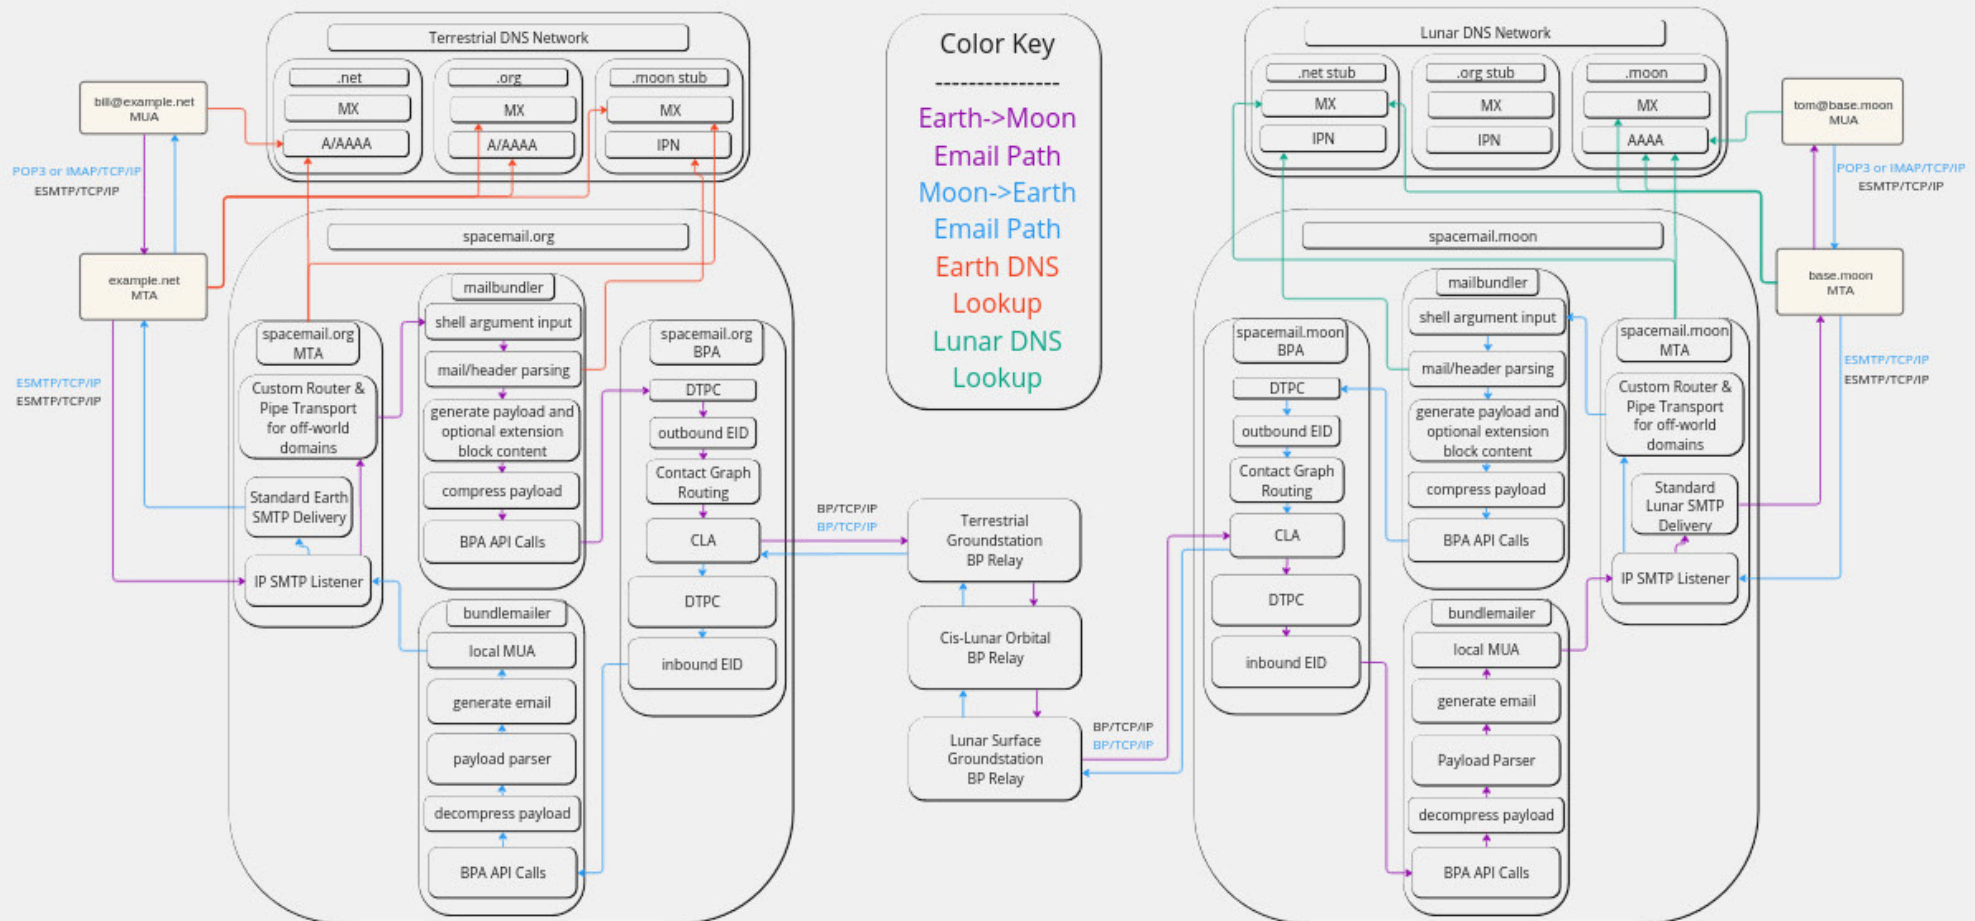 Terrestrial DNS Network
.net
MX
A/AAAA
.org
MX
A/AAAA
.moon stub
MX
IPN
bill@example.net
MUA
POP3 or IMAP/TCP/IP
ESMTP/TCP/IP
example.net
MTA
ESMTP/TCP/IP
ESMTP/TCP/IP
spacemail.org
spacemail.org
MTA
Custom Router &
Pipe Transport
for off-world
domains
Standard Earth
SMTP Delivery
IP SMTP Listener
mailbundler
shell argument input
mail/header parsing
generate payload and
optional extension
block content
compress payload
BPA API Calls
bundlemailer
local MUA
generate email
payload parser
decompress payload
BPA API Calls
spacemail.org
BPA
DTPC
outbound EID
Contact Graph
Routing
CLA
DTPC
inbound EID
BP/TCP/IP
BP/TCP/IP
Color Key
---------------
Earth->Moon
Email Path
Moon->Earth
Email Path
Earth DNS
Lookup
Lunar DNS
Lookup
Terrestrial
Groundstation
BP Relay
Cis-Lunar Orbital
BP Relay
Lunar Surface
Groundstation
BP Relay
BP/TCP/IP
BP/TCP/IP
Lunar DNS Network
.net stub
MX
IPN
.org stub
MX
IPN
.moon
MX
AAAA
tom@base.moon
MUA
POP3 or IMAP/TCP/IP
ESMTP/TCP/IP
base.moon
MTA
ESMTP/TCP/IP
ESMTP/TCP/IP
spacemail.moon
spacemail.moon
BPA
DTPC
outbound EID
Contact Graph
Routing
CLA
DTPC
inbound EID
mailbundler
shell argument input
mail/header parsing
generate payload and
optional extension
block content
compress payload
BPA API Calls
bundlemailer
local MUA
generate email
Payload Parser
decompress payload
BPA API Calls
spacemail.moon
MTA
Custom Router &
Pipe Transport
for off-world
domains
Standard
Lunar SMTP
Delivery
IP SMTP Listener